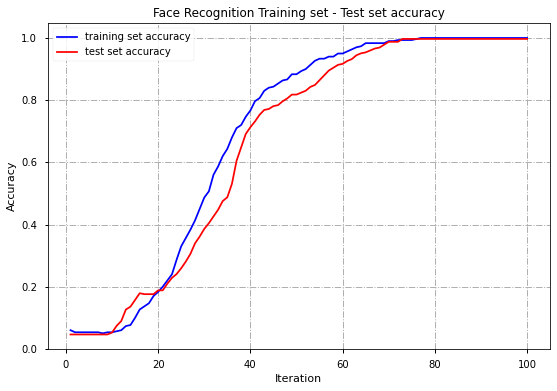 Face Recognition Training set - Test set accuracy
training set accuracy
test set accuracy
Accuracy
1.0
0.8
0.6
0.4
0.2
0.0
0 20 40 60 80 100
Iteration